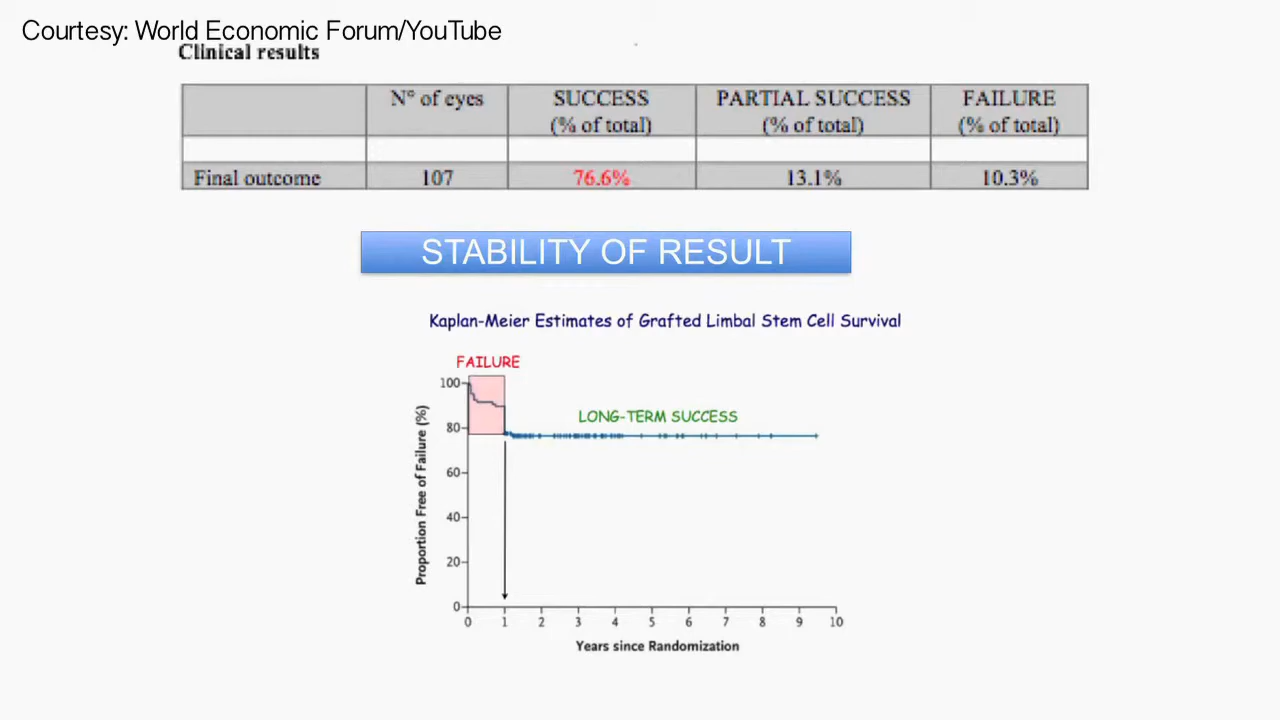 Courtesy: World Economic Forum/YouTube
Clinical results
N° of eyes SUCCESS PARTIAL SUCCESS FAILURE
(% of total) (% of total) (% of total)
Final outcome 107 76.6% 13.1% 10.3%
STABILITY OF RESULT
Kaplan-Meier Estimates of Grafted Limbal Stem Cell Survival
FAILURE
LONG-TERM SUCCESS
Proportion Free of Failure (%)
100
80
60
40
20
0
0 1 2 3 4 5 6 7 8 9 10
Years since Randomization